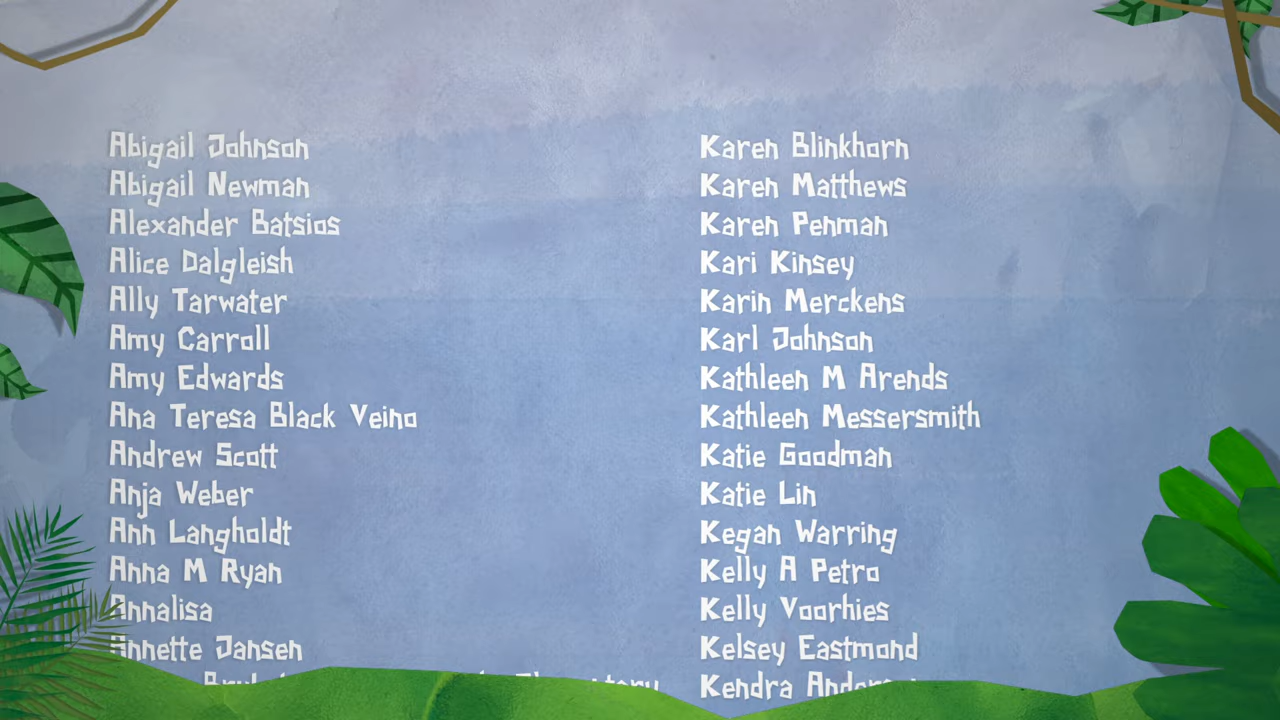 Abigail Johnson
Abigail Newman
Alexander Batsios
Alice Dalgleish
Ally Tarwater
Amy Carroll
Amy Edwards
Ana Teresa Black Veino
Andrew Scott
Anja Weber
Ann Langholdt
Anna M Ryan
Annalisa
Annette Jansen
Karen Blinkhorn
Karen Matthews
Karen Penman
Kari Kinsey
Karin Merckens
Karl Johnson
Kathleen M Arends
Kathleen Messersmith
Katie Goodman
Katie Lin
Kegan Warring
Kelly A Petro
Kelly Voorhies
Kelsey Eastmond
Kendra